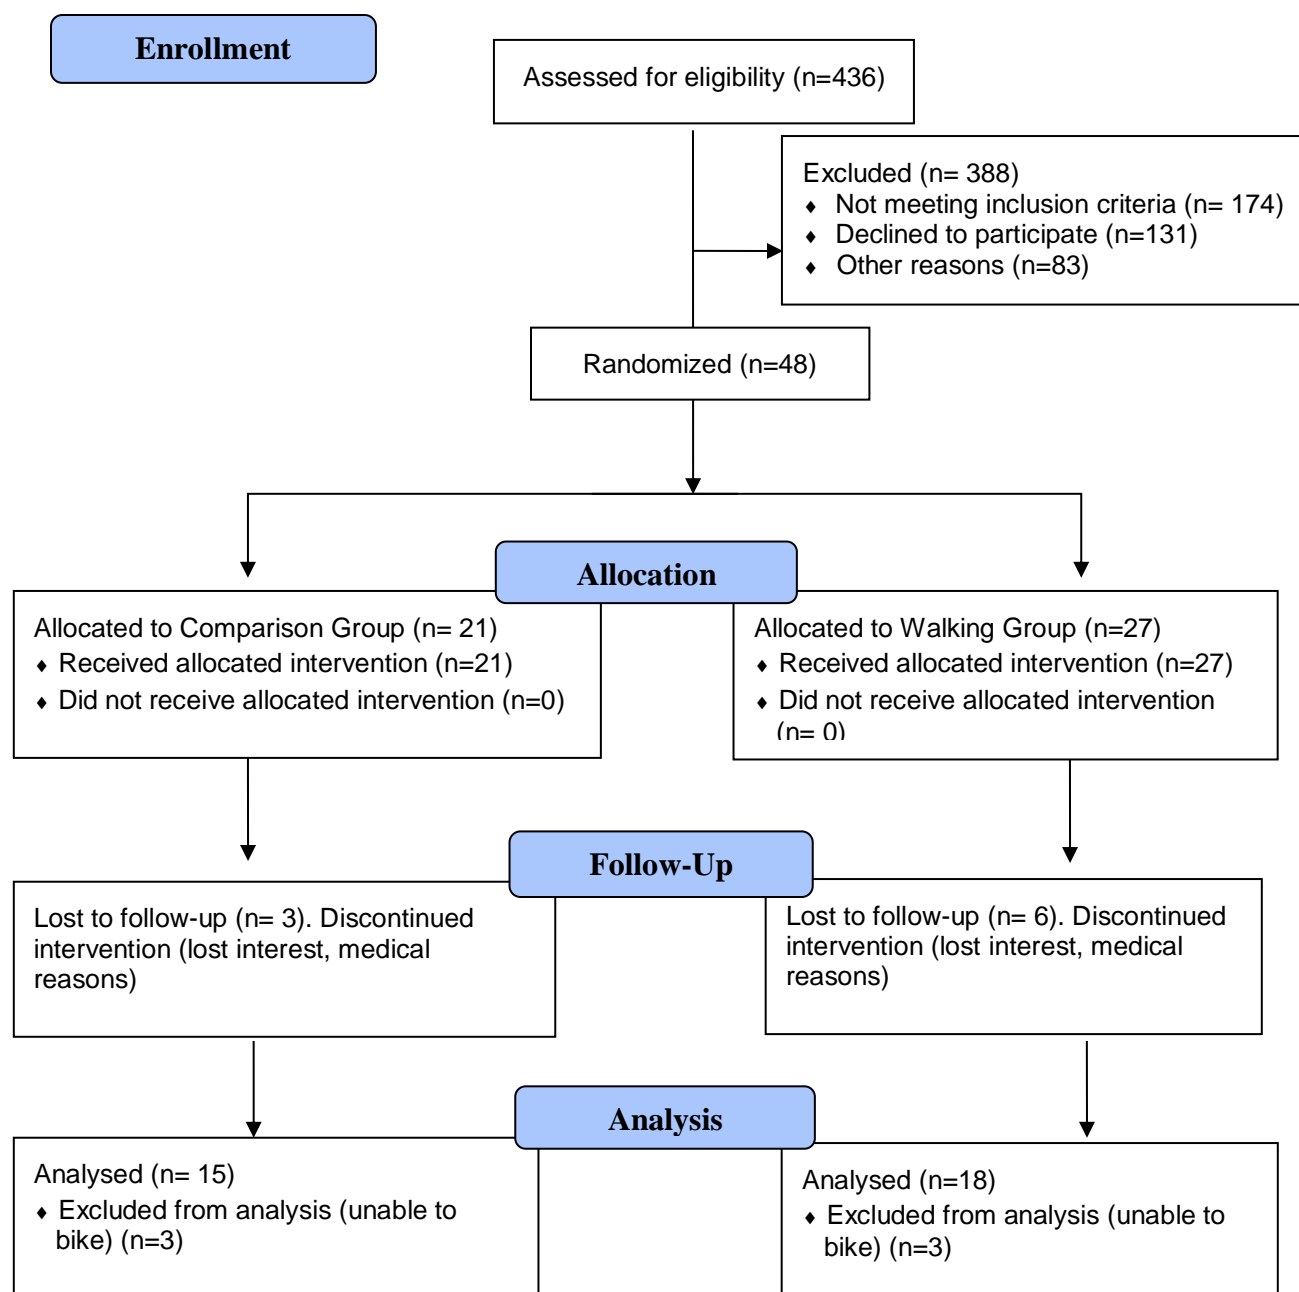 Enrollment
Assessed for eligibility (n=436)
Excluded (n= 388)
♦ Not meeting inclusion criteria (n= 174)
♦ Declined to participate (n=131)
♦ Other reasons (n=83)
Randomized (n=48)
Allocation
Allocated to Comparison Group (n= 21)
♦ Received allocated intervention (n=21)
♦ Did not receive allocated intervention (n=0)
Allocated to Walking Group (n=27)
♦ Received allocated intervention (n=27)
♦ Did not receive allocated intervention
(n= 0)
Follow-Up
Lost to follow-up (n= 3). Discontinued
intervention (lost interest, medical
reasons)
Lost to follow-up (n= 6). Discontinued
intervention (lost interest, medical
reasons)
Analysis
Analysed (n= 15)
♦ Excluded from analysis (unable to
bike) (n=3)
Analysed (n=18)
♦ Excluded from analysis (unable to
bike) (n=3)